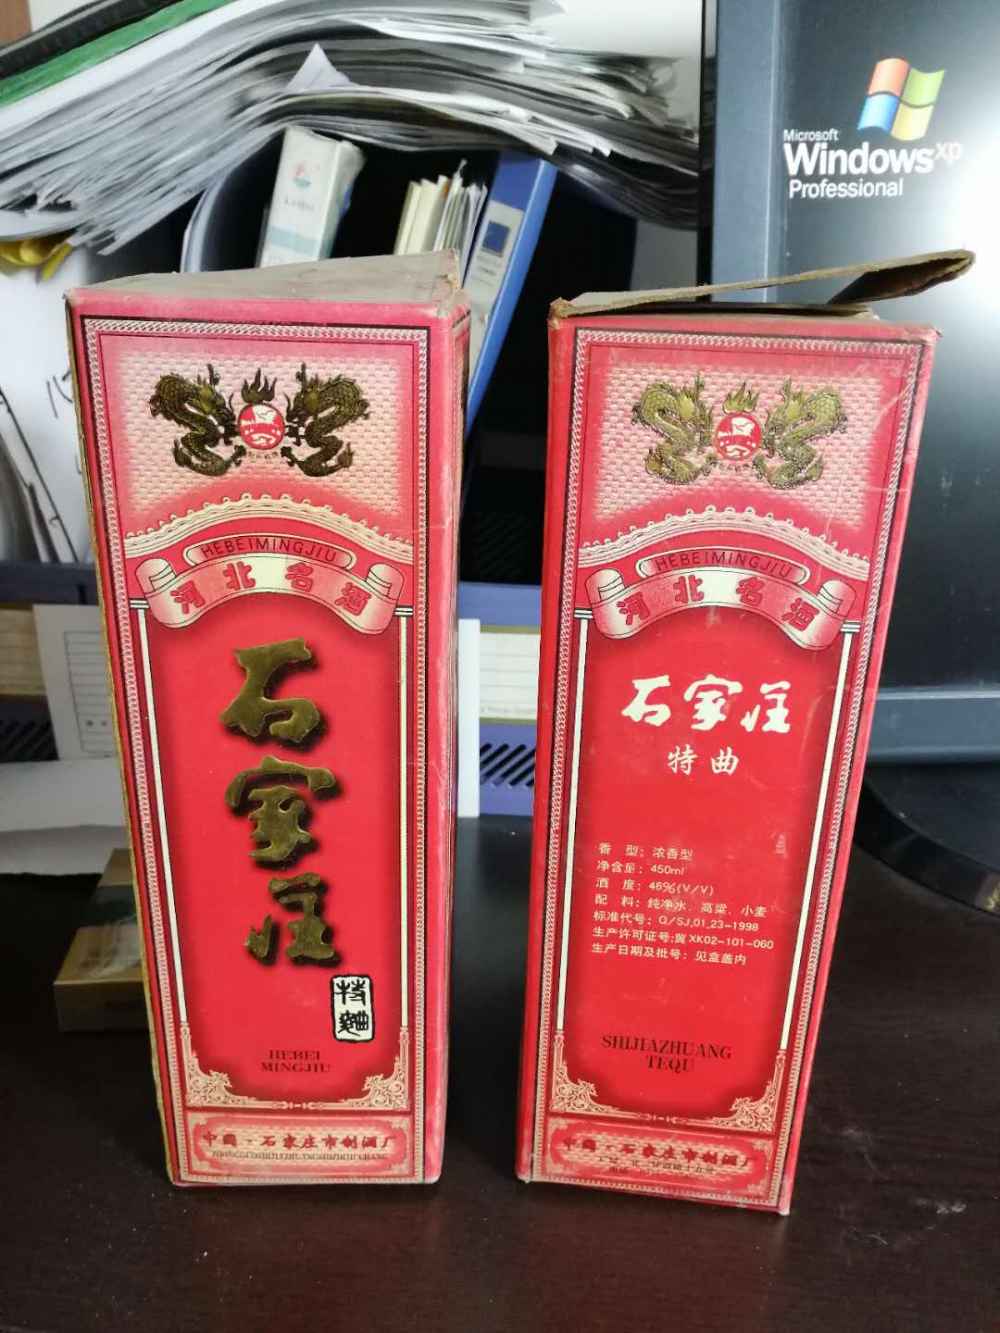 Microsoft
Windows xp
Professional
HEBEIMINGJIU
河北名酒
石家庄
特麯
HEBEI
MINGJIU
中国·石家庄市制酒厂
HEBEIMINGJIU
河北名酒
石家庄
特曲
香 型：浓香型
净含量：450ml
酒 度：46%(V/V)
配 料：纯净水、高粱、小麦
标准代号：Q/SJ.01.23-1998
生产许可证号:冀XK02-101-060
生产日期及批号：见盒盖内
SHIJIAZHUANG
TEQU
中国·石家庄市制酒厂